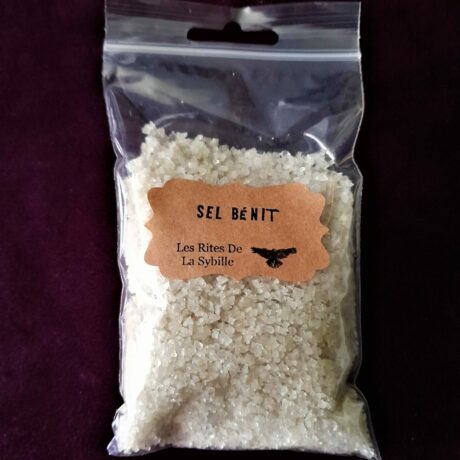 SEL BÉNIT
Les Rites De
La Sybille